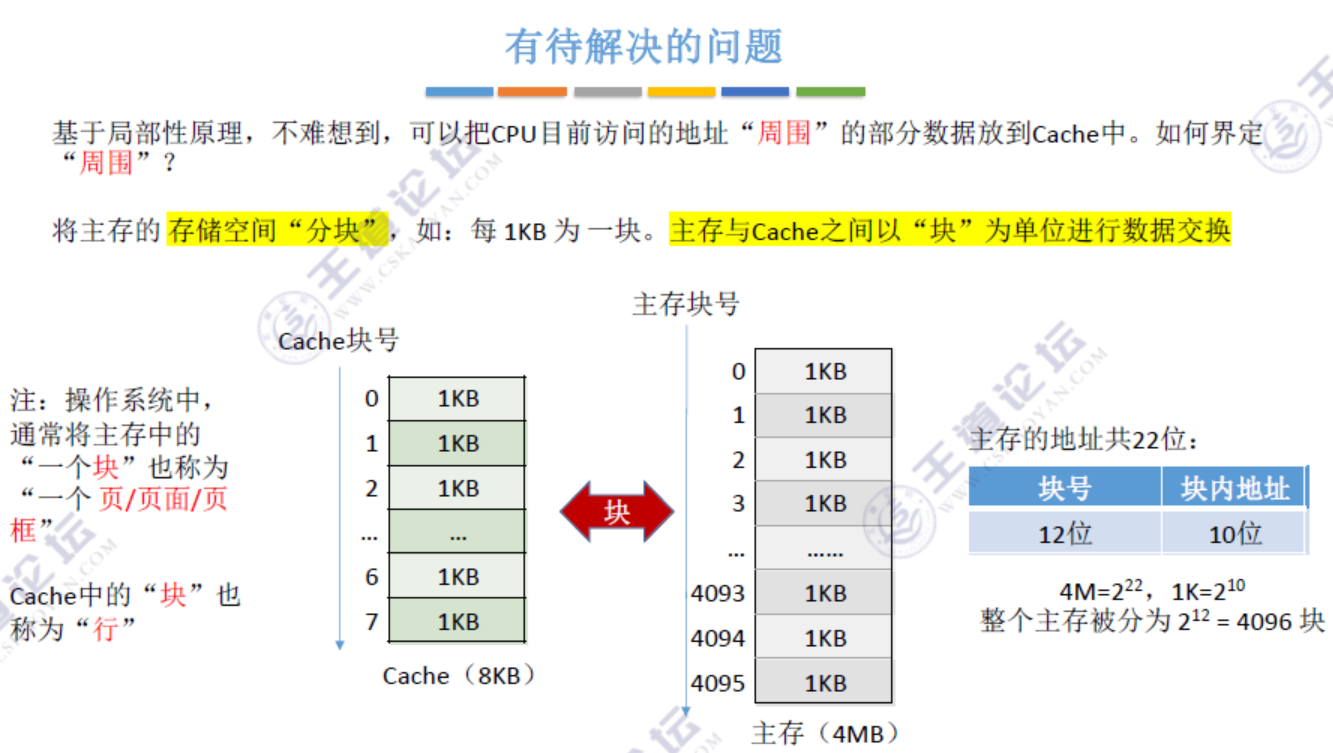 有待解决的问题
基于局部性原理，不难想到，可以把CPU目前访问的地址“周围”的部分数据放到Cache中。如何界定
“周围”？
将主存的 存储空间“分块”，如：每 1KB 为 一块。主存与Cache之间以“块”为单位进行数据交换
注：操作系统中，
通常将主存中的
“一个块”也称为
“一个 页/页面/页
框”
Cache中的“块”也
称为“行”
Cache块号
0 1KB
1 1KB
2 1KB
... ...
6 1KB
7 1KB
Cache（8KB）
块
主存块号
0 1KB
1 1KB
2 1KB
3 1KB
... ......
4093 1KB
4094 1KB
4095 1KB
主存（4MB）
主存的地址共22位：
块号 块内地址
12位 10位
4M=2²²，1K=2¹⁰
整个主存被分为 2¹² = 4096 块
王道论坛
WWW.CSKAOYAN.COM